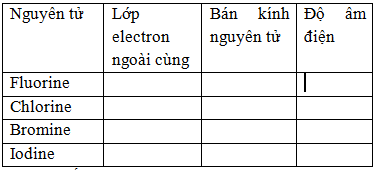 Nguyên tử Lớp electron ngoài cùng Bán kính nguyên tử Độ âm điện
Fluorine
Chlorine
Bromine
Iodine